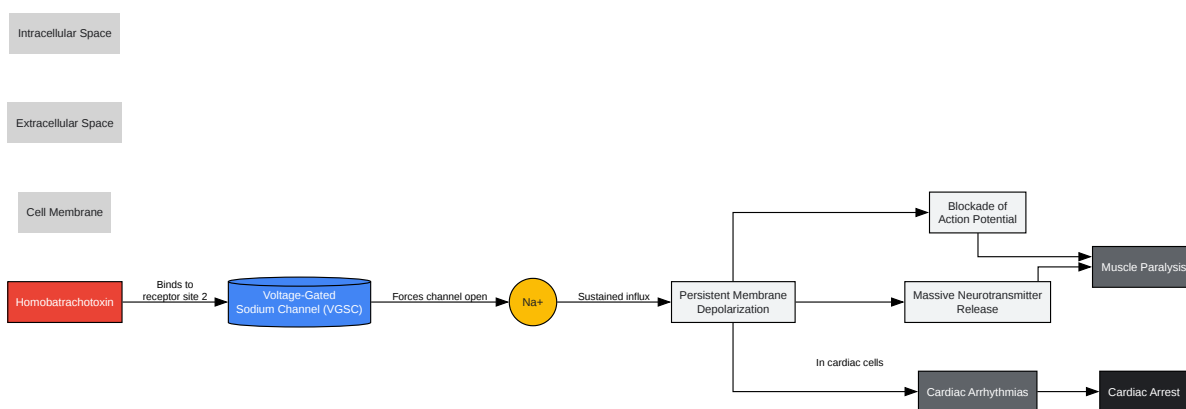 Intracellular Space
Extracellular Space
Cell Membrane
Homobatrachotoxin
Binds to
receptor site 2
Voltage-Gated
Sodium Channel (VGSC)
Forces channel open
Na+
Sustained influx
Persistent Membrane
Depolarization
Blockade of
Action Potential
Massive Neurotransmitter
Release
Muscle Paralysis
In cardiac cells
Cardiac Arrhythmias
Cardiac Arrest